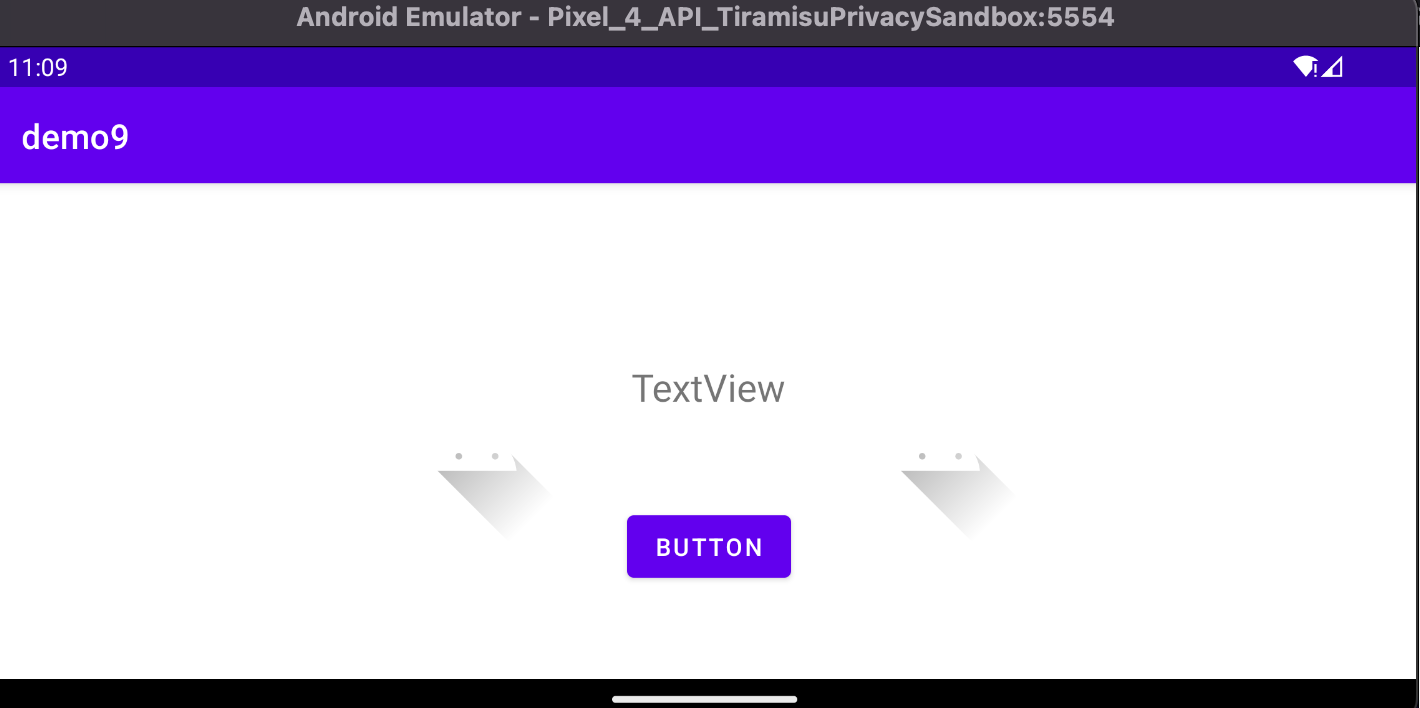 Android Emulator - Pixel_4_API_TiramisuPrivacySandbox:5554
11:09
demo9
TextView
BUTTON